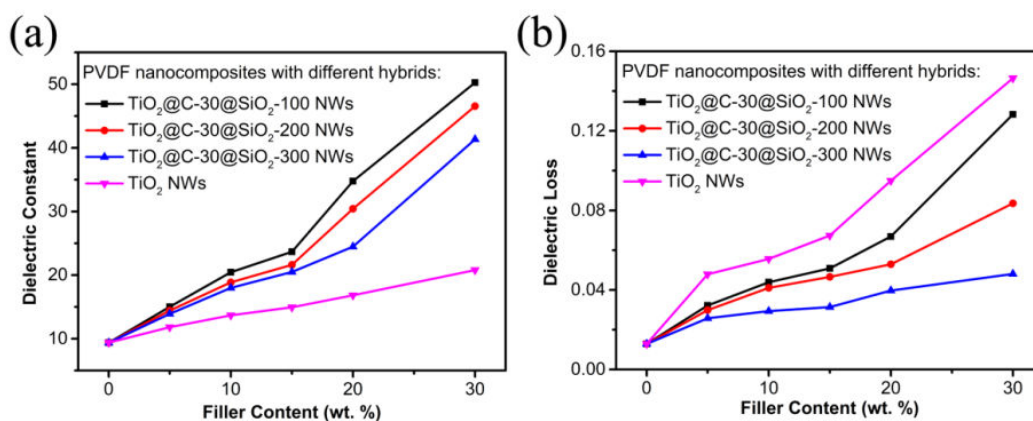 (a)
PVDF nanocomposites with different hybrids:
TiO₂@C-30@SiO₂-100 NWs
TiO₂@C-30@SiO₂-200 NWs
TiO₂@C-30@SiO₂-300 NWs
TiO₂ NWs
Dielectric Constant
50
40
30
20
10
0 10 20 30
Filler Content (wt. %)
(b)
PVDF nanocomposites with different hybrids:
TiO₂@C-30@SiO₂-100 NWs
TiO₂@C-30@SiO₂-200 NWs
TiO₂@C-30@SiO₂-300 NWs
TiO₂ NWs
Dielectric Loss
0.16
0.12
0.08
0.04
0.00
0 10 20 30
Filler Content (wt. %)